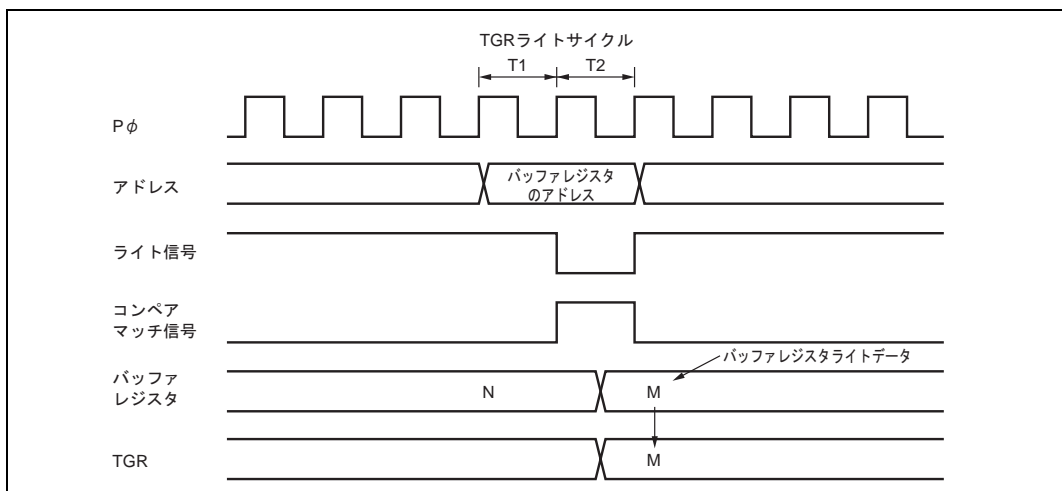 TGRライトサイクル
T1 T2
Pφ
アドレス
バッファレジスタ
のアドレス
ライト信号
コンペア
マッチ信号
バッファレジスタライトデータ
バッファ
レジスタ
N M
TGR
M